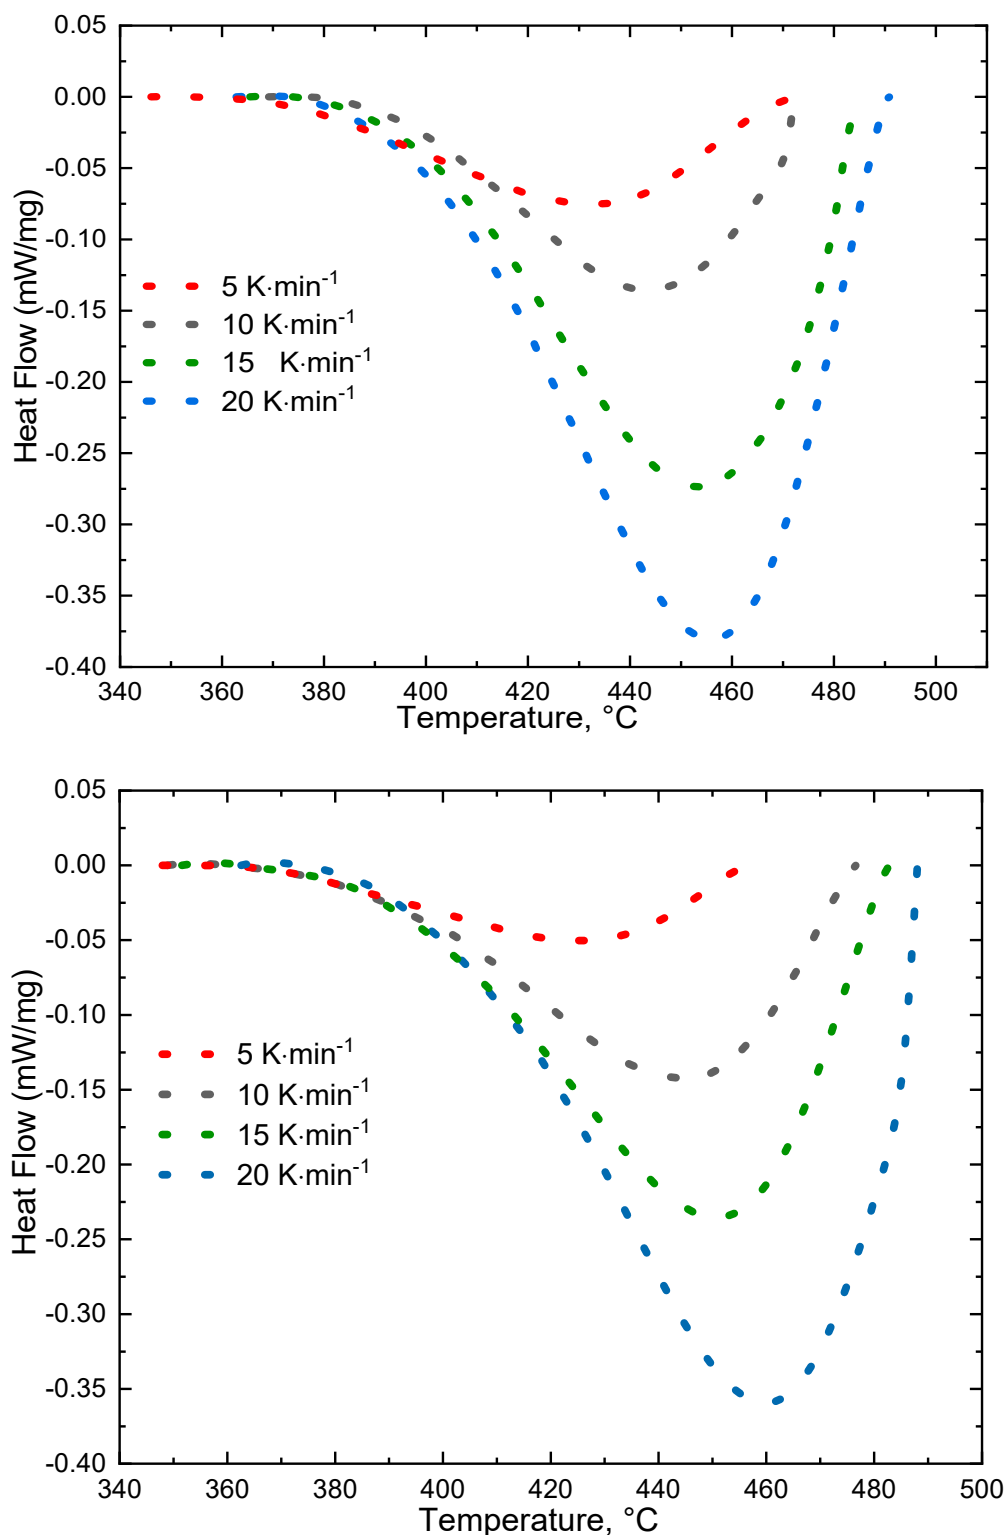 0.05
0.00
-0.05
-0.10
-0.15
-0.20
-0.25
-0.30
-0.35
-0.40
Heat Flow (mW/mg)
5 K·min⁻¹
10 K·min⁻¹
15 K·min⁻¹
20 K·min⁻¹
340 360 380 400 420 440 460 480 500
Temperature, °C
0.05
0.00
-0.05
-0.10
-0.15
-0.20
-0.25
-0.30
-0.35
-0.40
Heat Flow (mW/mg)
5 K·min⁻¹
10 K·min⁻¹
15 K·min⁻¹
20 K·min⁻¹
340 360 380 400 420 440 460 480 500
Temperature, °C